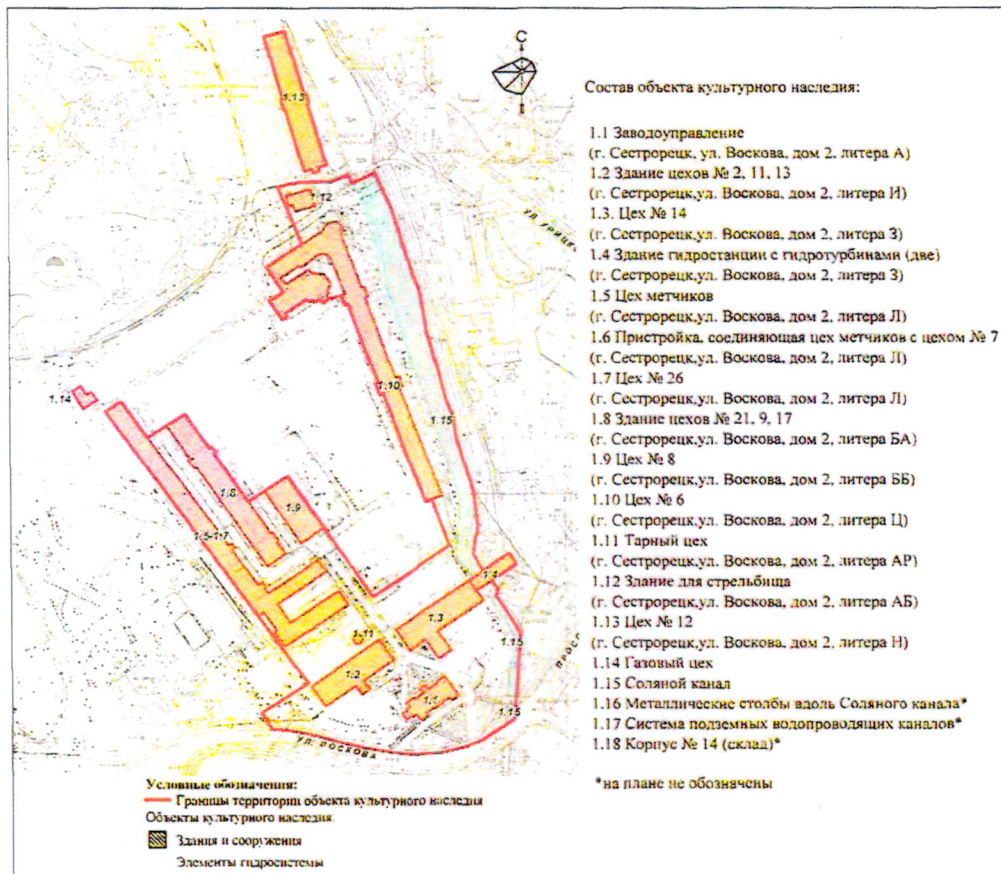 С
Состав объекта культурного наследия:
1.1 Заводоуправление
(г. Сестрорецк, ул. Воскова, дом 2, литера А)
1.2 Здание цехов № 2, 11, 13
(г. Сестрорецк,ул. Воскова, дом 2, литера И)
1.3. Цех № 14
(г. Сестрорецк,ул. Воскова, дом 2, литера З)
1.4 Здание гидростанции с гидротурбинами (две)
(г. Сестрорецк,ул. Воскова, дом 2, литера З)
1.5 Цех метчиков
(г. Сестрорецк,ул. Воскова, дом 2, литера Л)
1.6 Пристройка, соединяющая цех метчиков с цехом № 7
(г. Сестрорецк,ул. Воскова, дом 2, литера Л)
1.7 Цех № 26
(г. Сестрорецк,ул. Воскова, дом 2, литера Л)
1.8 Здание цехов № 21, 9, 17
(г. Сестрорецк,ул. Воскова, дом 2, литера БА)
1.9 Цех № 8
(г. Сестрорецк,ул. Воскова, дом 2, литера ББ)
1.10 Цех № 6
(г. Сестрорецк,ул. Воскова, дом 2, литера Ц)
1.11 Тарный цех
(г. Сестрорецк,ул. Воскова, дом 2, литера АР)
1.12 Здание для стрельбища
(г. Сестрорецк,ул. Воскова, дом 2, литера АБ)
1.13 Цех № 12
(г. Сестрорецк,ул. Воскова, дом 2, литера Н)
1.14 Газовый цех
1.15 Соляной канал
1.16 Металлические столбы вдоль Соляного канала*
1.17 Система подземных водопроводящих каналов*
1.18 Корпус № 14 (склад)*
*на плане не обозначены
1.13
1.12
1.10
1.15
1.14
1.8
1.9
1.5-1.7
1.4
1.3
1.11
1.15
1.2
1.1
1.15
УЛ. ВОСКОВА
Условные обозначения:
Границы территории объекта культурного наследия
Объекты культурного наследия
Здания и сооружения
Элементы гидросистемы